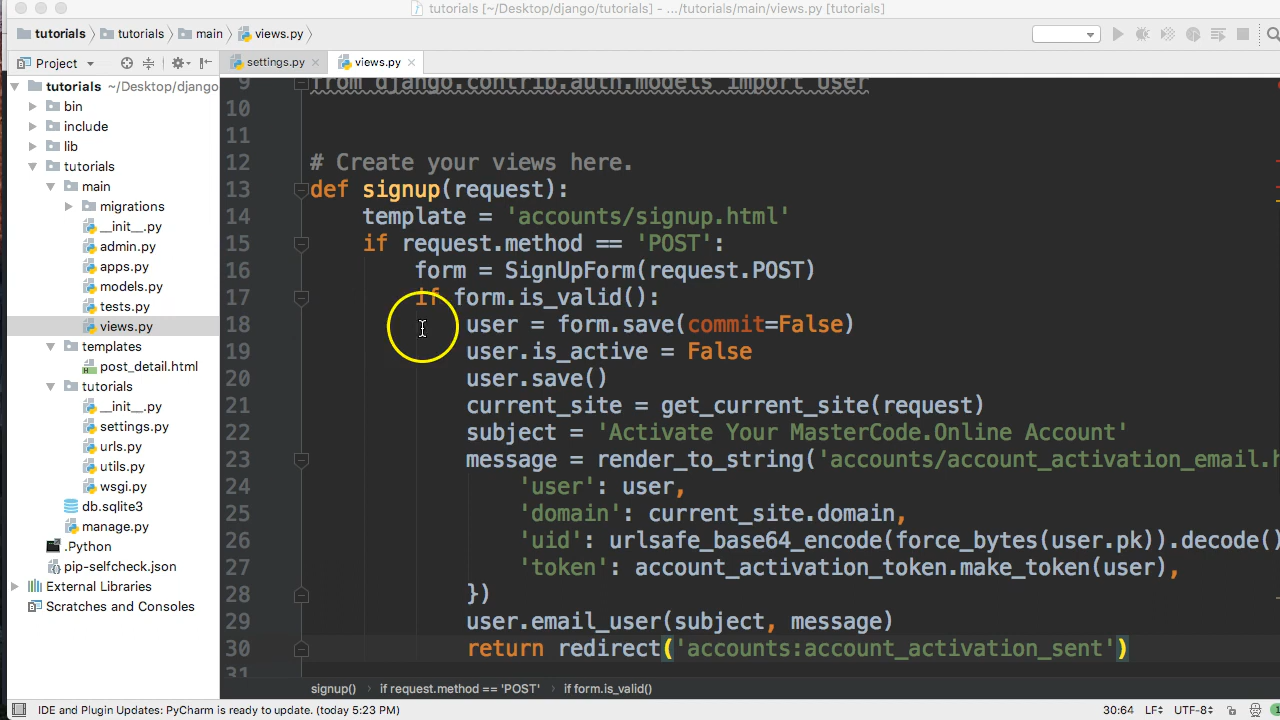 tutorials [~/Desktop/django/tutorials] - .../tutorials/main/views.py [tutorials]
tutorials tutorials main views.py
Project settings.py views.py
tutorials ~/Desktop/django
bin
include
lib
tutorials
main
migrations
__init__.py
admin.py
apps.py
models.py
tests.py
views.py
templates
post_detail.html
tutorials
__init__.py
settings.py
urls.py
utils.py
wsgi.py
db.sqlite3
manage.py
.Python
pip-selfcheck.json
External Libraries
Scratches and Consoles
9 from django.contrib.auth.models import User
10
11
12 # Create your views here.
13 def signup(request):
14 template = 'accounts/signup.html'
15 if request.method == 'POST':
16 form = SignUpForm(request.POST)
17 if form.is_valid():
18 user = form.save(commit=False)
19 user.is_active = False
20 user.save()
21 current_site = get_current_site(request)
22 subject = 'Activate Your MasterCode.Online Account'
23 message = render_to_string('accounts/account_activation_email.h
24 'user': user,
25 'domain': current_site.domain,
26 'uid': urlsafe_base64_encode(force_bytes(user.pk)).decode()
27 'token': account_activation_token.make_token(user),
28 })
29 user.email_user(subject, message)
30 return redirect('accounts:account_activation_sent')
31
signup() if request.method == 'POST' if form.is_valid()
IDE and Plugin Updates: PyCharm is ready to update. (today 5:23 PM) 30:64 LF÷ UTF-8÷